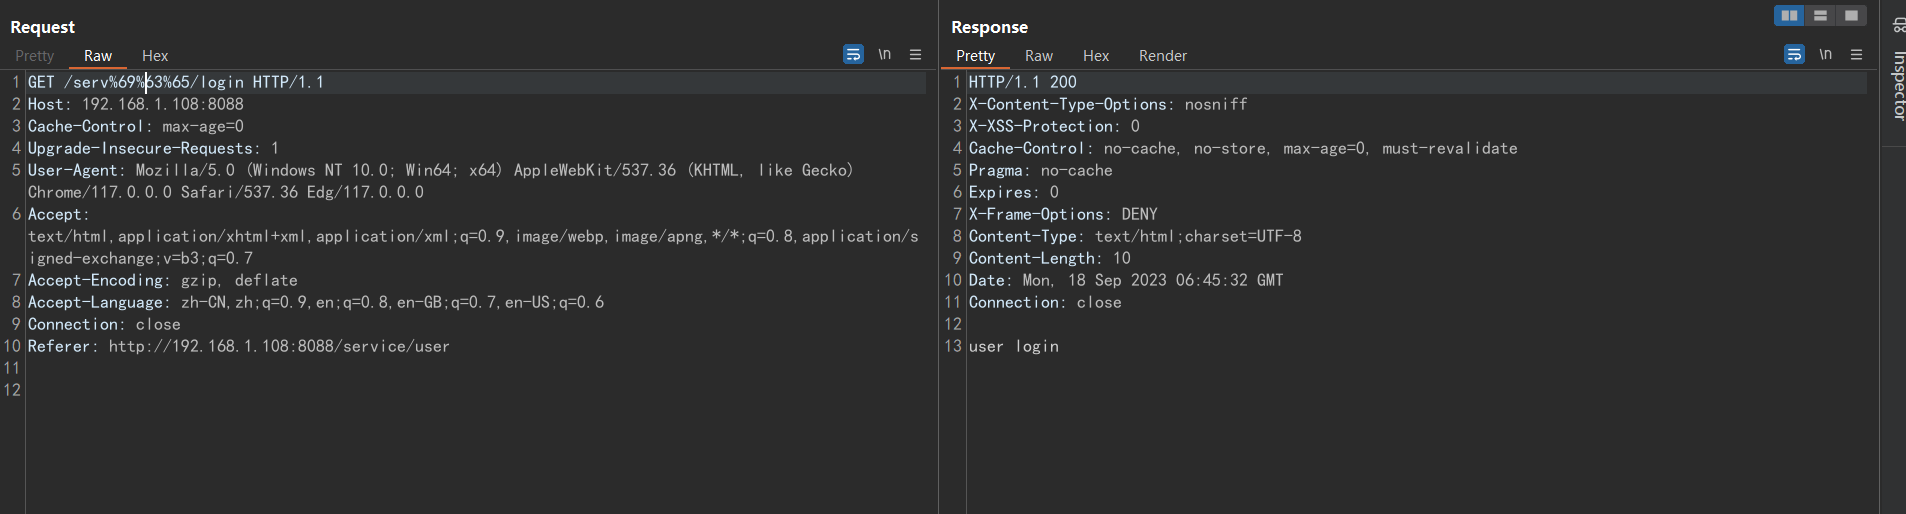 Request
Pretty Raw Hex
\n
1 GET /serv%69%63%65/login HTTP/1.1
2 Host: 192.168.1.108:8088
3 Cache-Control: max-age=0
4 Upgrade-Insecure-Requests: 1
5 User-Agent: Mozilla/5.0 (Windows NT 10.0; Win64; x64) AppleWebKit/537.36 (KHTML, like Gecko)
Chrome/117.0.0.0 Safari/537.36 Edg/117.0.0.0
6 Accept:
text/html,application/xhtml+xml,application/xml;q=0.9,image/webp,image/apng,*/*;q=0.8,application/s
igned-exchange;v=b3;q=0.7
7 Accept-Encoding: gzip, deflate
8 Accept-Language: zh-CN,zh;q=0.9,en;q=0.8,en-GB;q=0.7,en-US;q=0.6
9 Connection: close
10 Referer: http://192.168.1.108:8088/service/user
11
12
Response
Pretty Raw Hex Render
\n
1 HTTP/1.1 200
2 X-Content-Type-Options: nosniff
3 X-XSS-Protection: 0
4 Cache-Control: no-cache, no-store, max-age=0, must-revalidate
5 Pragma: no-cache
6 Expires: 0
7 X-Frame-Options: DENY
8 Content-Type: text/html;charset=UTF-8
9 Content-Length: 10
10 Date: Mon, 18 Sep 2023 06:45:32 GMT
11 Connection: close
12
13 user login
Inspector